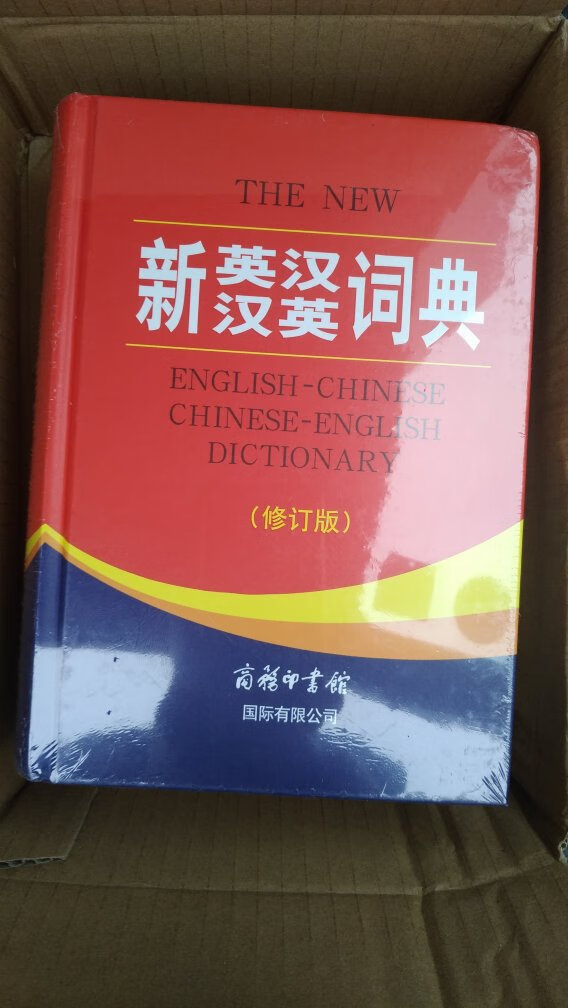 THE NEW
新英汉汉英词典
ENGLISH-CHINESE
CHINESE-ENGLISH
DICTIONARY
(修订版)
商務印書館
国际有限公司